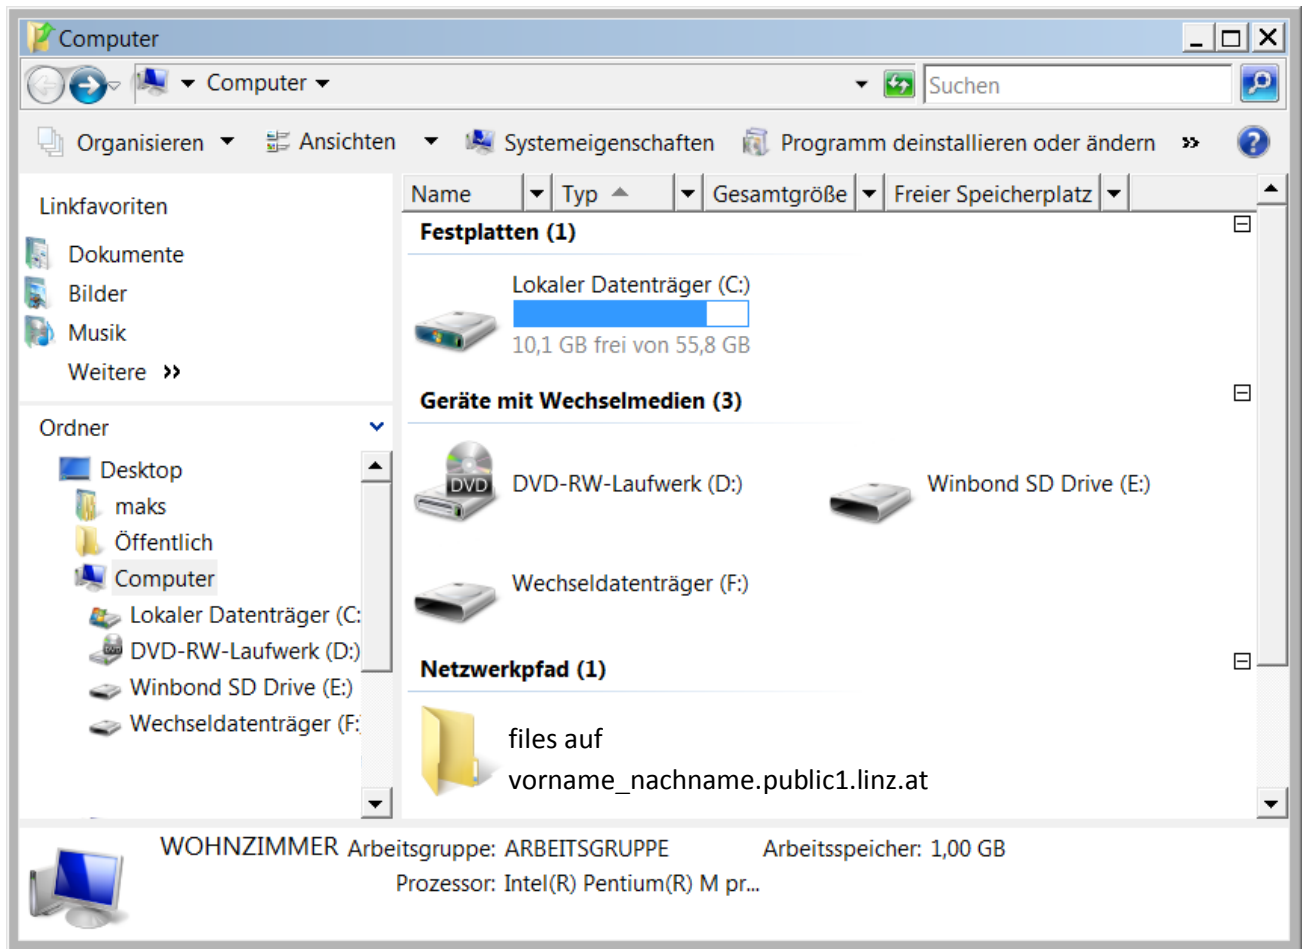 Computer
Computer
Suchen
Organisieren Ansichten Systemeigenschaften Programm deinstallieren oder ändern »
Linkfavoriten
Dokumente
Bilder
Musik
Weitere »
Ordner
Desktop
maks
Öffentlich
Computer
Lokaler Datenträger (C:
DVD-RW-Laufwerk (D:)
Winbond SD Drive (E:)
Wechseldatenträger (F:
Name Typ Gesamtgröße Freier Speicherplatz
Festplatten (1)
Lokaler Datenträger (C:)
10,1 GB frei von 55,8 GB
Geräte mit Wechselmedien (3)
DVD
DVD-RW-Laufwerk (D:)
Winbond SD Drive (E:)
Wechseldatenträger (F:)
Netzwerkpfad (1)
files auf
vorname_nachname.public1.linz.at
WOHNZIMMER Arbeitsgruppe: ARBEITSGRUPPE Arbeitsspeicher: 1,00 GB
Prozessor: Intel(R) Pentium(R) M pr...